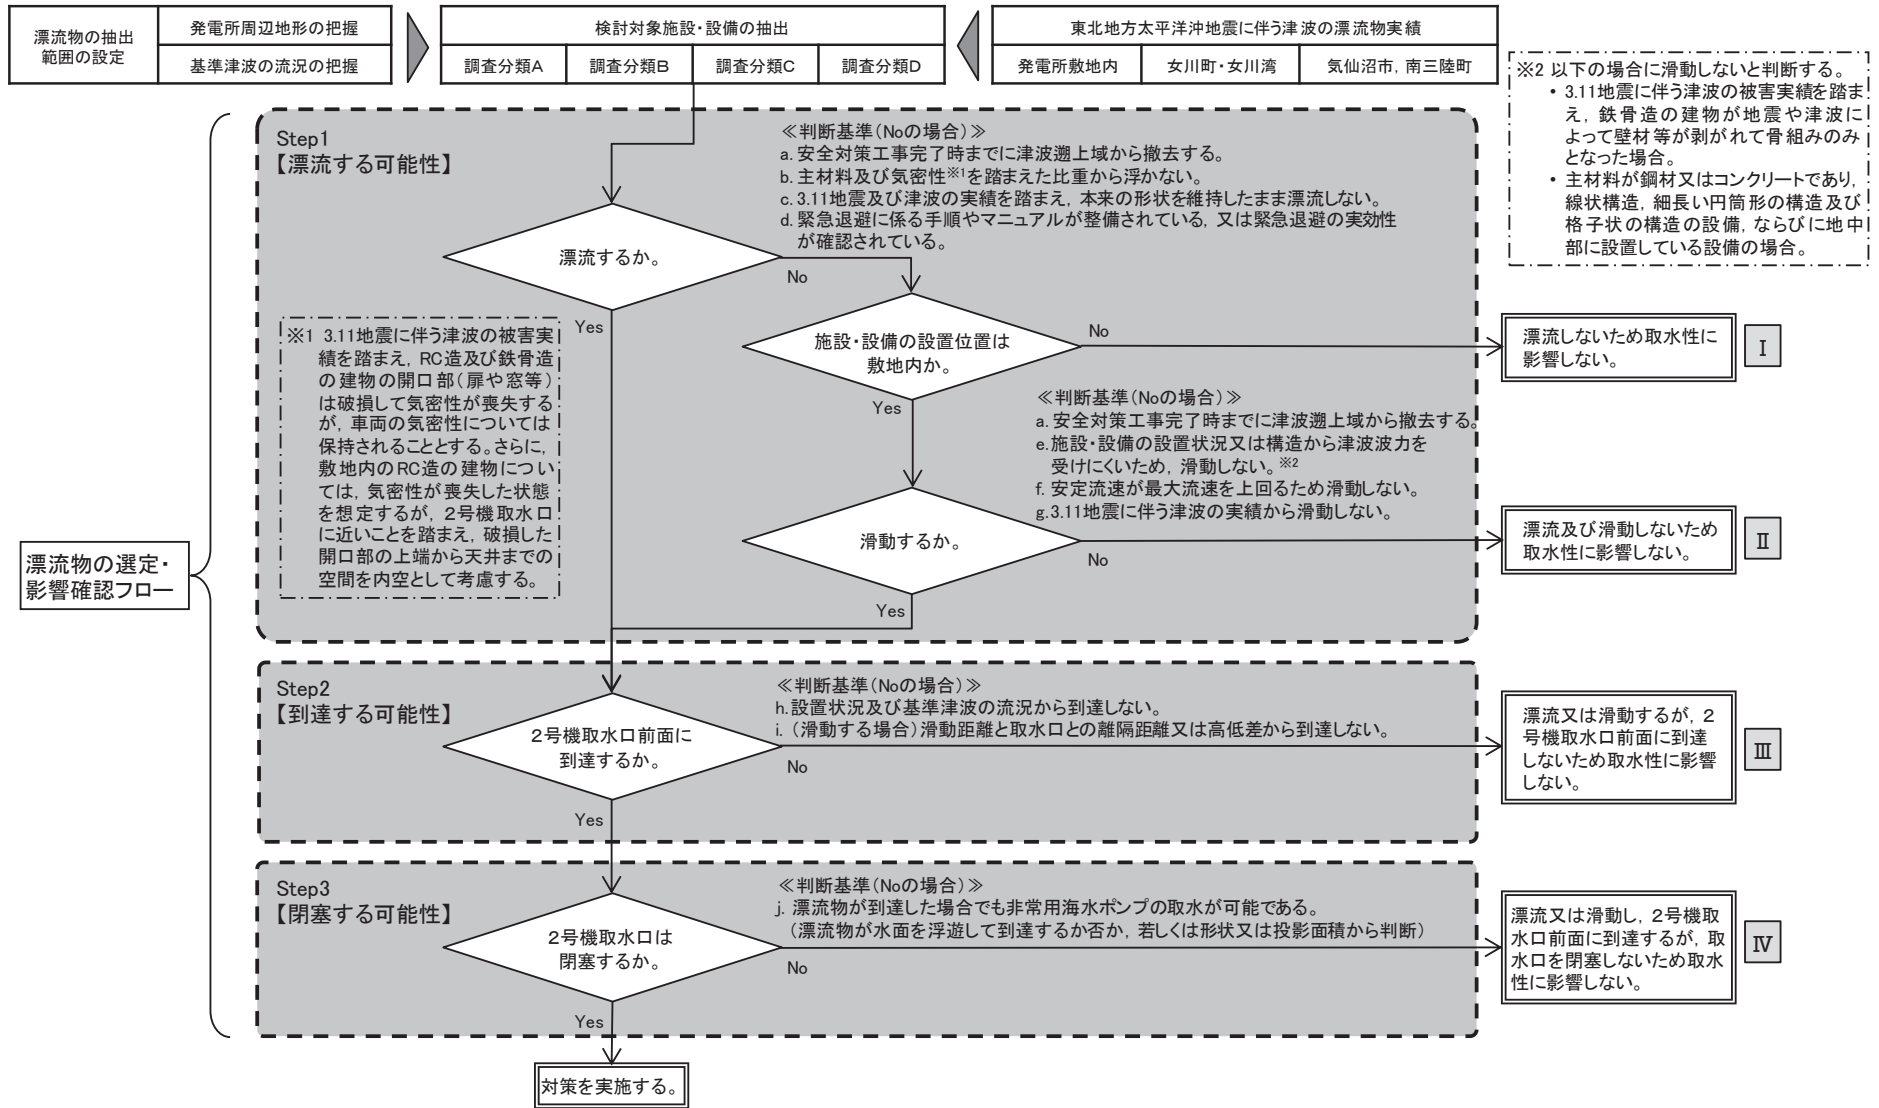 漂流物の抽出
範囲の設定
発電所周辺地形の把握
基準津波の流況の把握
検討対象施設・設備の抽出
調査分類A
調査分類B
調査分類C
調査分類D
東北地方太平洋沖地震に伴う津波の漂流物実績
発電所敷地内
女川町・女川湾
気仙沼市，南三陸町
※2 以下の場合に滑動しないと判断する。
• 3.11地震に伴う津波の被害実績を踏ま
え，鉄骨造の建物が地震や津波に
よって壁材等が剥がれて骨組みのみ
となった場合。
• 主材料が鋼材又はコンクリートであり，
線状構造，細長い円筒形の構造及び
格子状の構造の設備，ならびに地中
部に設置している設備の場合。
漂流物の選定・
影響確認フロー
Step1
【漂流する可能性】
≪判断基準（Noの場合）≫
a. 安全対策工事完了時までに津波遡上域から撤去する。
b. 主材料及び気密性※1を踏まえた比重から浮かない。
c. 3.11地震及び津波の実績を踏まえ，本来の形状を維持したまま漂流しない。
d. 緊急退避に係る手順やマニュアルが整備されている，又は緊急退避の実効性
が確認されている。
漂流するか。
No
Yes
※1 3.11地震に伴う津波の被害実
績を踏まえ，RC造及び鉄骨造
の建物の開口部（扉や窓等）
は破損して気密性が喪失する
が，車両の気密性については
保持されることとする。さらに，
敷地内のRC造の建物につい
ては，気密性が喪失した状態
を想定するが，２号機取水口
に近いことを踏まえ，破損した
開口部の上端から天井までの
空間を内空として考慮する。
施設・設備の設置位置は
敷地内か。
No
Yes
漂流しないため取水性に
影響しない。
Ⅰ
≪判断基準（Noの場合）≫
a. 安全対策工事完了時までに津波遡上域から撤去する。
e. 施設・設備の設置状況又は構造から津波波力を
受けにくいため，滑動しない。※2
f. 安定流速が最大流速を上回るため滑動しない。
g.3.11地震に伴う津波の実績から滑動しない。
滑動するか。
No
Yes
漂流及び滑動しないため
取水性に影響しない。
Ⅱ
Step2
【到達する可能性】
≪判断基準（Noの場合）≫
h. 設置状況及び基準津波の流況から到達しない。
i. （滑動する場合）滑動距離と取水口との離隔距離又は高低差から到達しない。
２号機取水口前面に
到達するか。
No
Yes
漂流又は滑動するが，２
号機取水口前面に到達
しないため取水性に影響
しない。
Ⅲ
Step3
【閉塞する可能性】
≪判断基準（Noの場合）≫
j. 漂流物が到達した場合でも非常用海水ポンプの取水が可能である。
（漂流物が水面を浮遊して到達するか否か，若しくは形状又は投影面積から判断）
２号機取水口は
閉塞するか。
No
Yes
漂流又は滑動し，２号機取
水口前面に到達するが，取
水口を閉塞しないため取水
性に影響しない。
Ⅳ
対策を実施する。